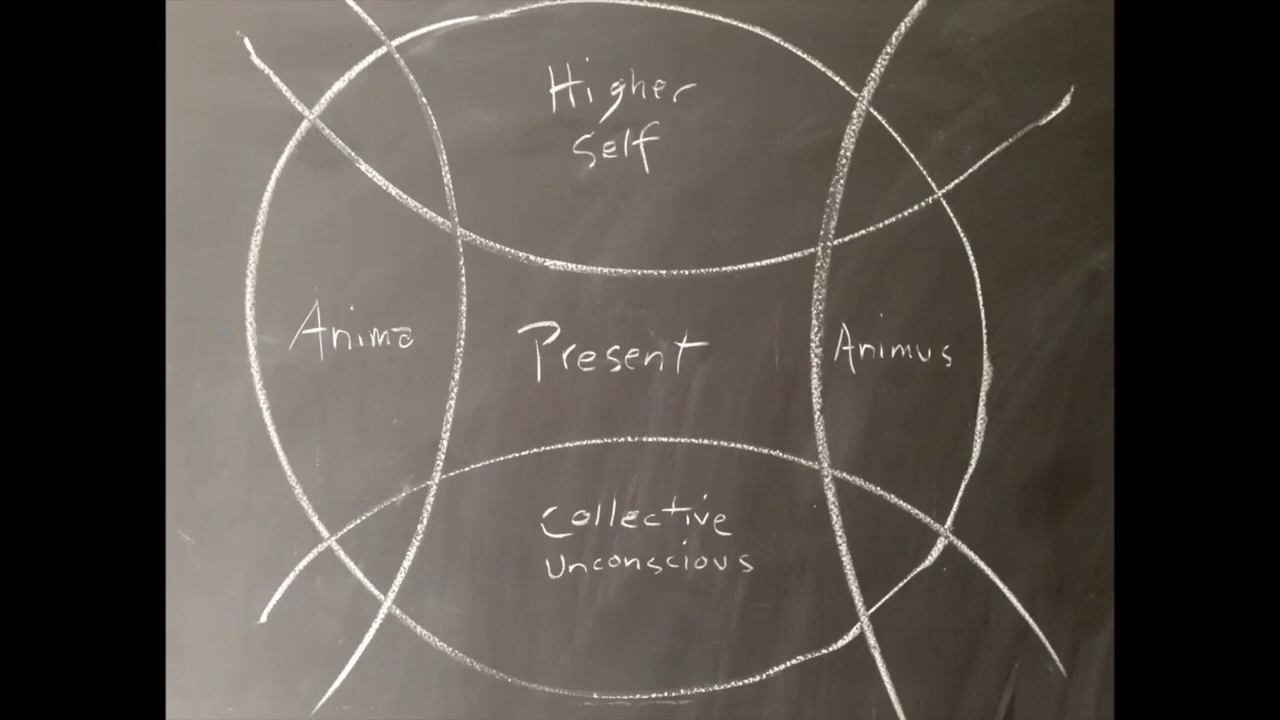 Higher
Self
Anima
Present
Animus
Collective
Unconscious